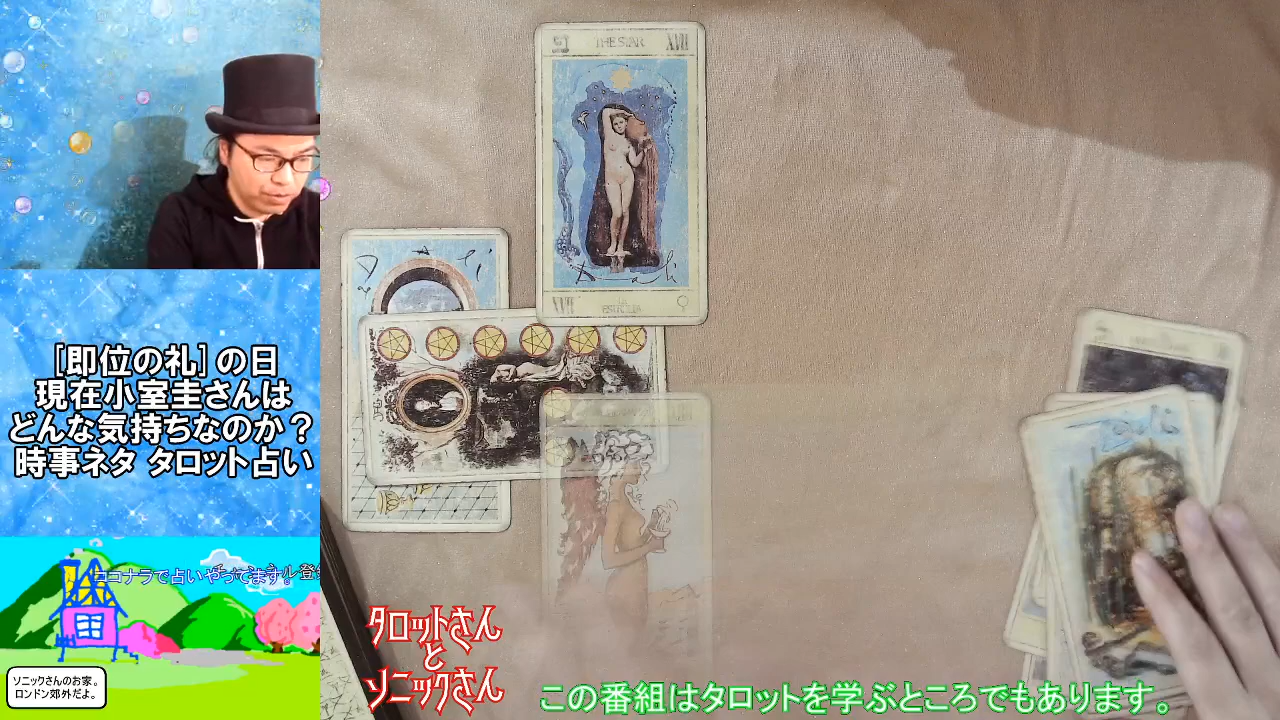 THE STAR XVII
Dalí
XVII LA ESTRELLA
Dalí
[即位の礼]の日
現在小室圭さんは
どんな気持ちなのか？
時事ネタ タロット占い
ココナラで占いやってます！
ソニックさんのお家。
ロンドン郊外だよ。
タロットさん
と
ソニックさん
この番組はタロットを学ぶところでもあります。